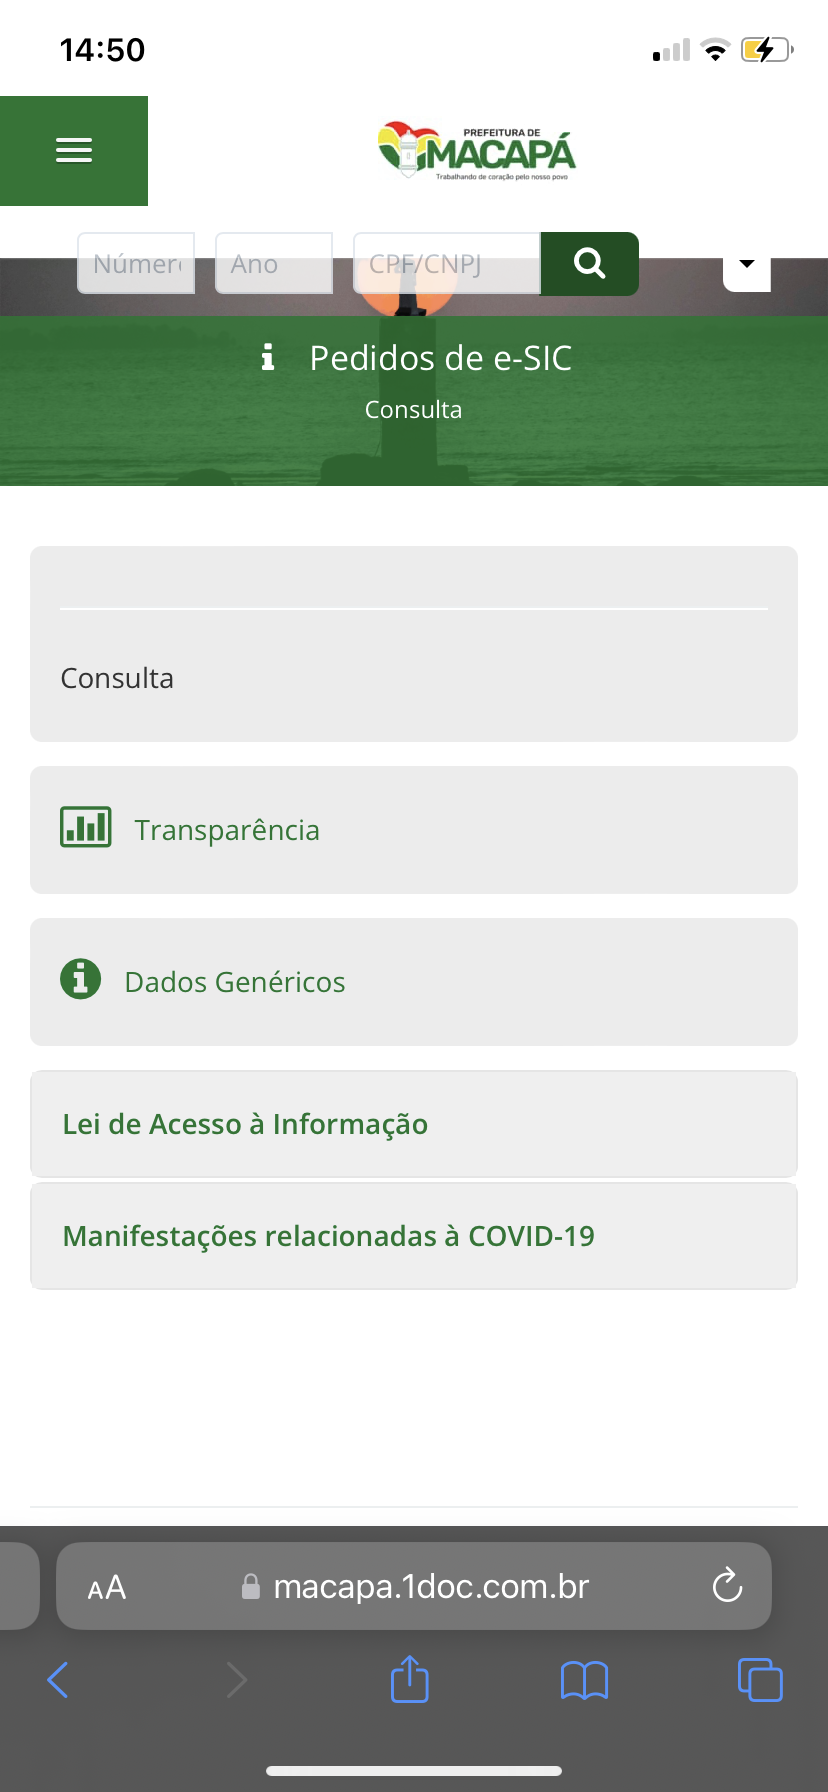 14:50
PREFEITURA DE
MACAPÁ
Trabalhando de coração pelo nosso povo
Númer
Ano
CPF/CNPJ
Pedidos de e-SIC
Consulta
Consulta
Transparência
Dados Genéricos
Lei de Acesso à Informação
Manifestações relacionadas à COVID-19
AA
macapa.1doc.com.br